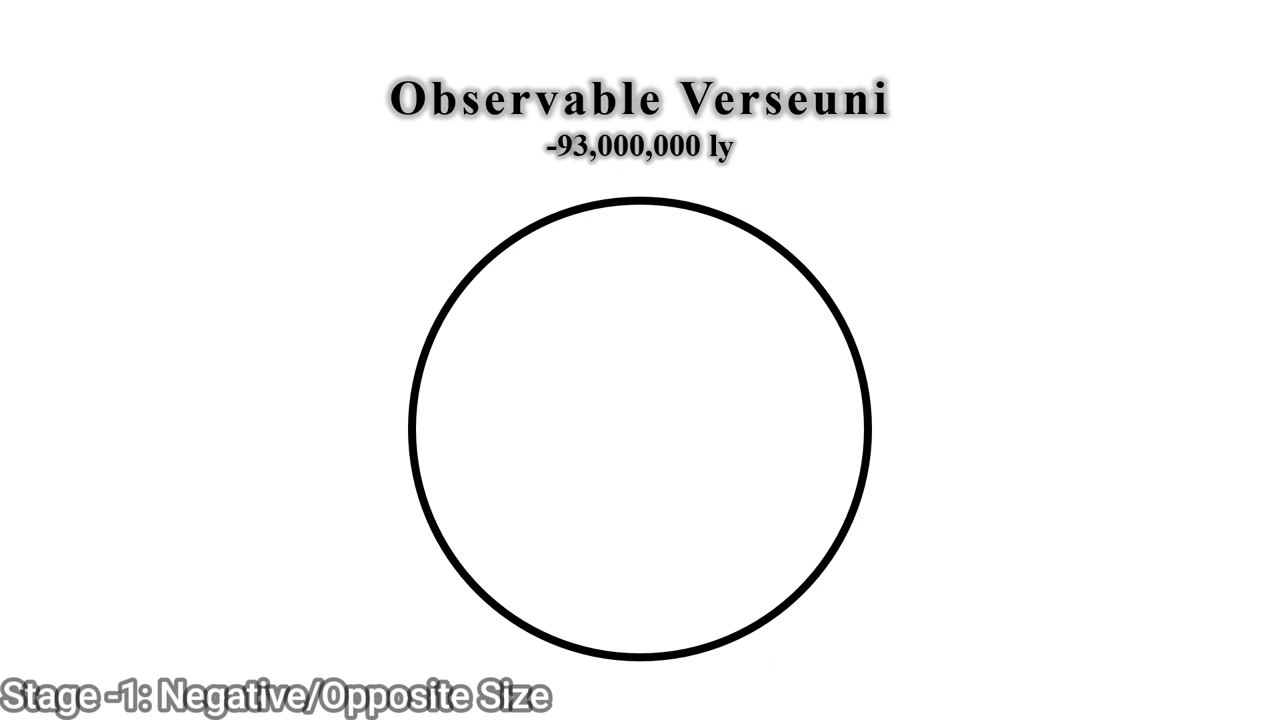 Observable Verseuni
-93,000,000 ly
Stage -1: Negative/Opposite Size